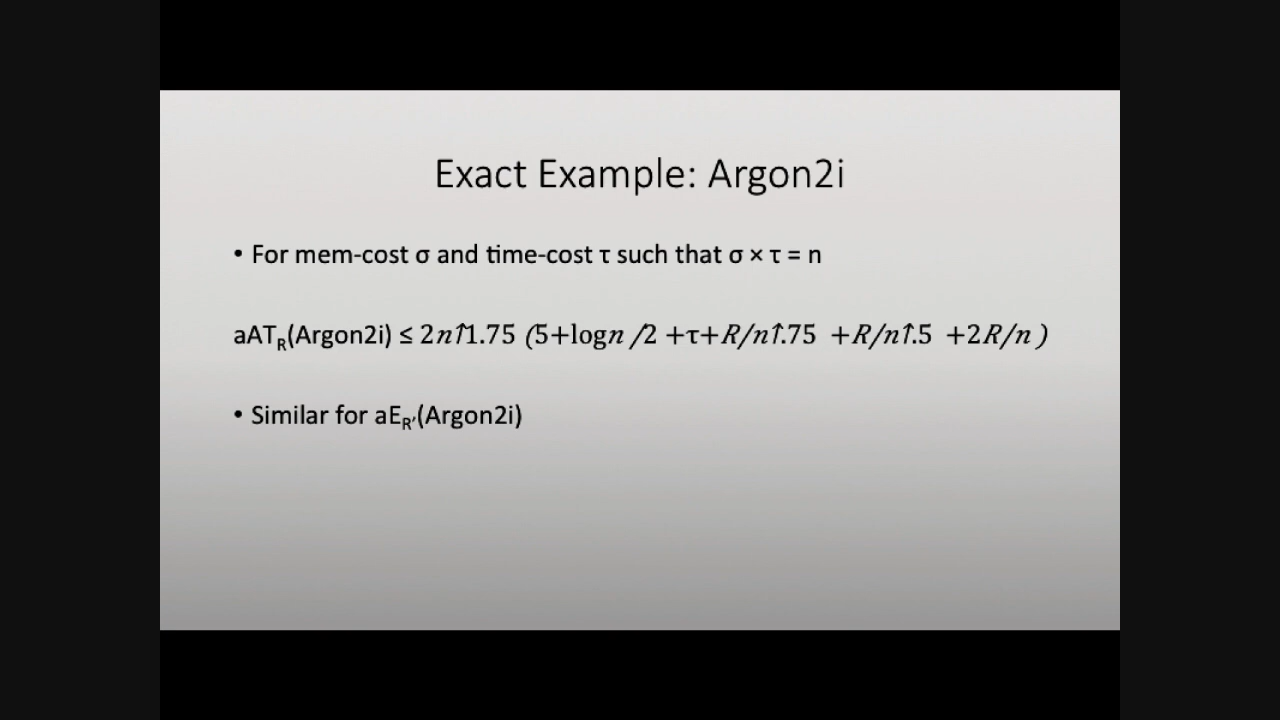 Exact Example: Argon2i
• For mem-cost σ and time-cost τ such that σ × τ = n
aAT_R(Argon2i) ≤ 2n↑1.75 (5+logn /2 +τ+R/n↑.75 +R/n↑.5 +2R/n )
• Similar for aE_R′(Argon2i)